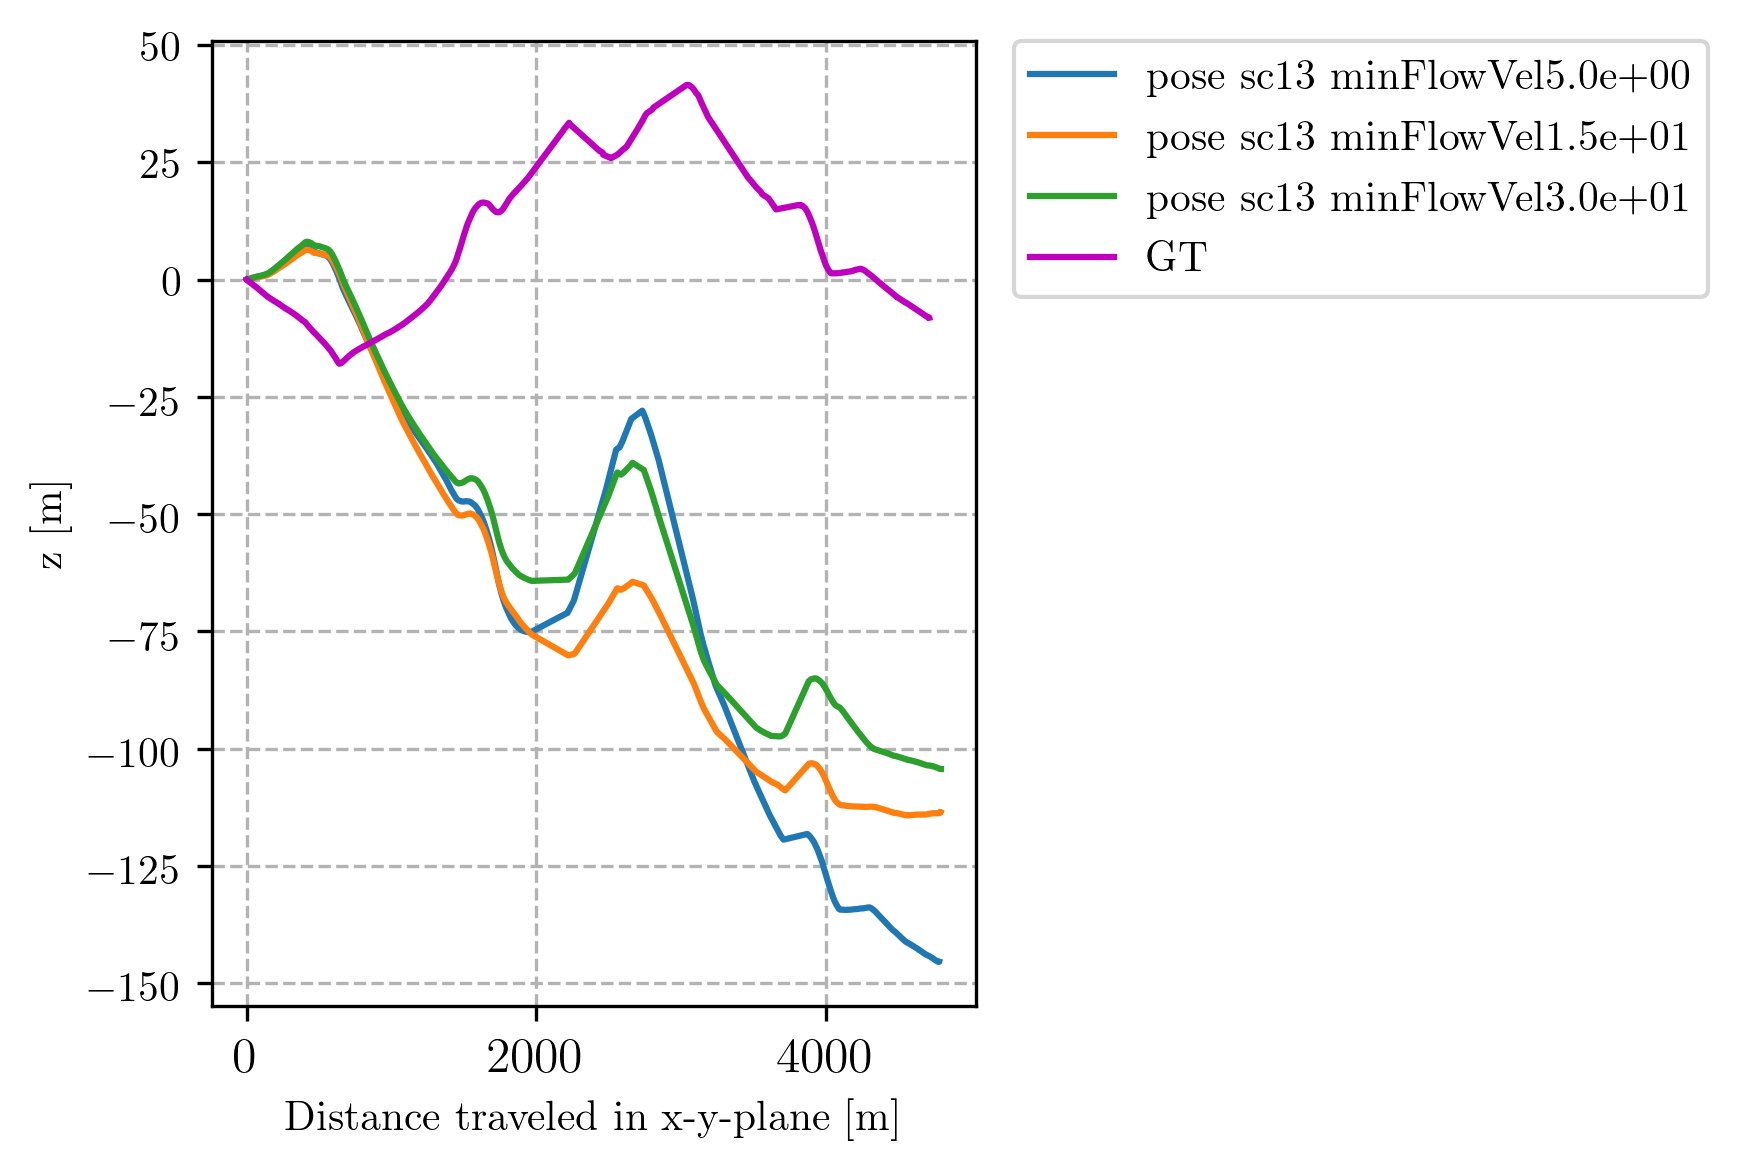 50
25
0
−25
−50
−75
−100
−125
−150
z [m]
0 2000 4000
Distance traveled in x-y-plane [m]
pose sc13 minFlowVel5.0e+00
pose sc13 minFlowVel1.5e+01
pose sc13 minFlowVel3.0e+01
GT